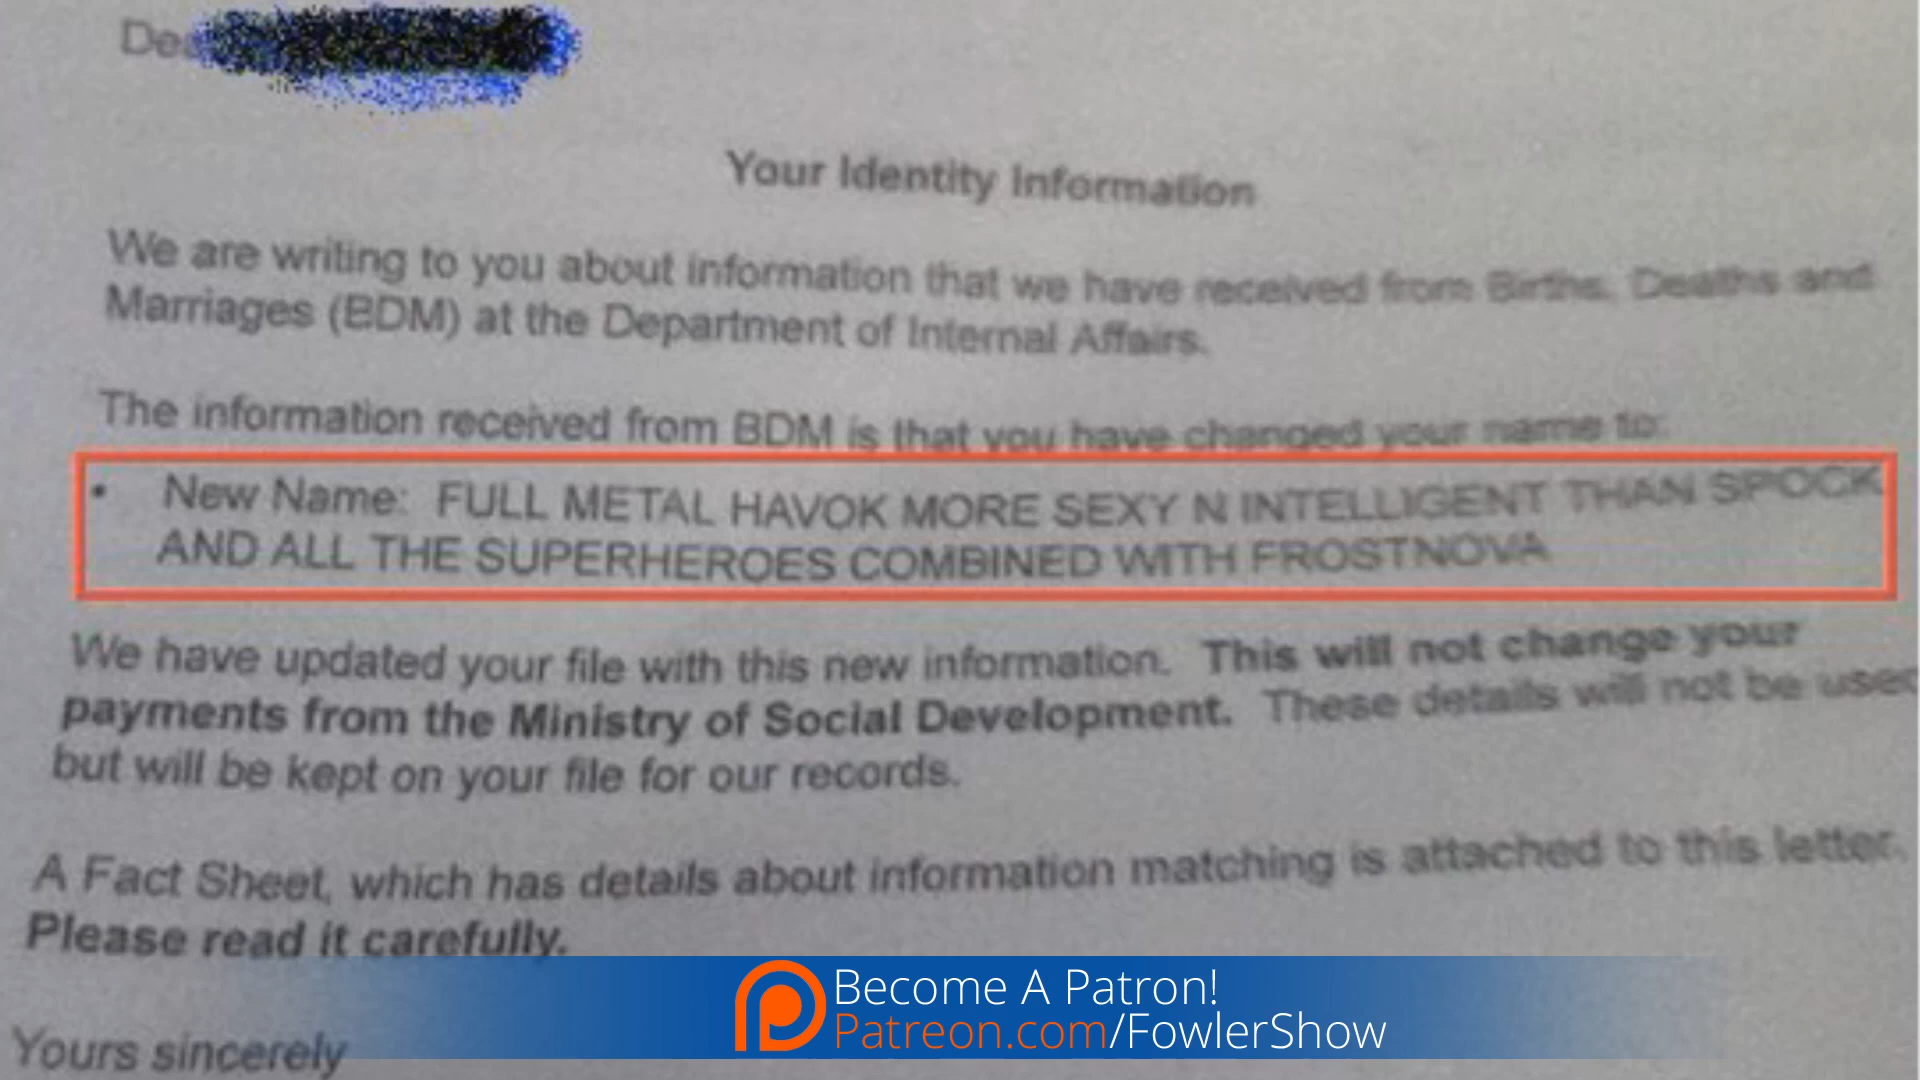 Your Identity Information
We are writing to you about information that we have received from Births, Deaths and
Marriages (BDM) at the Department of Internal Affairs.
The information received from BDM is that you have changed your name to:
• New Name: FULL METAL HAVOK MORE SEXY N INTELLIGENT THAN SPOCK
AND ALL THE SUPERHEROES COMBINED WITH FROSTNOVA
We have updated your file with this new information. This will not change your
payments from the Ministry of Social Development. These details will not be used
but will be kept on your file for our records.
A Fact Sheet, which has details about information matching is attached to this letter.
Please read it carefully.
Yours sincerely
Become A Patron!
Patreon.com/FowlerShow